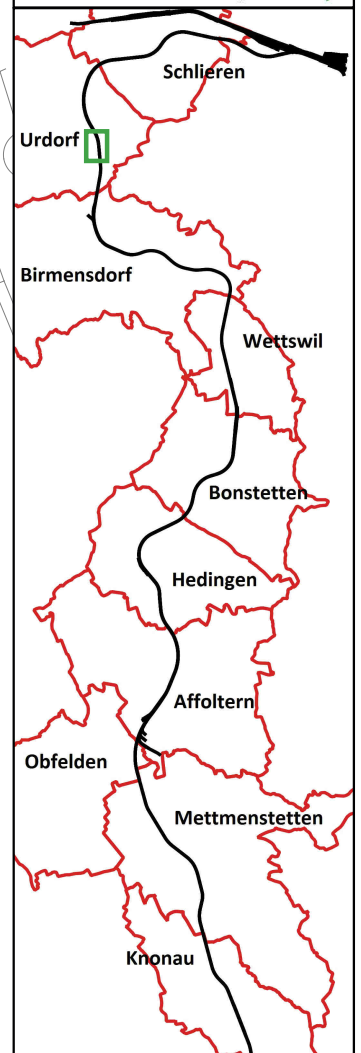 Schlieren
Urdorf
Birmensdorf
Wettswil
Bonstetten
Hedingen
Affoltern
Obfelden
Mettmenstetten
Knonau